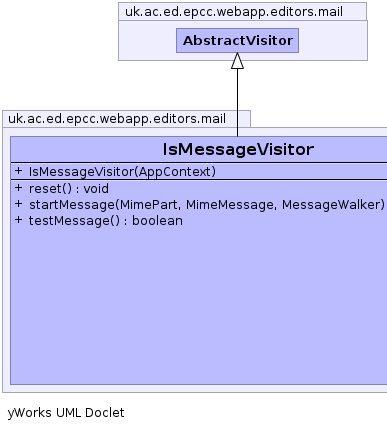 uk.ac.ed.epcc.webapp.editors.mail
AbstractVisitor
uk.ac.ed.epcc.webapp.editors.mail
IsMessageVisitor
+ IsMessageVisitor(AppContext)
+ reset() : void
+ startMessage(MimePart, MimeMessage, MessageWalker)
+ testMessage() : boolean
yWorks UML Doclet